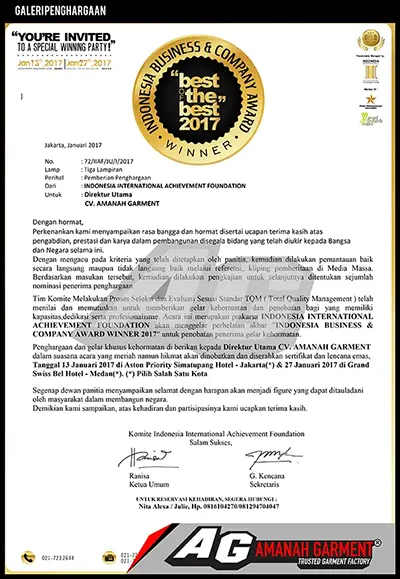 GALERIPENGHARGAAN
"YOU'RE INVITED
TO A SPECIAL WINNING PARTY!"
Jan13th,2017 Jan27th,2017
INDONESIA BUSINESS & COMPANY AWARD
"best
the
best"
2017
WINNER
Jakarta, Januari 2017
No. : 72/IIAF/JU/I/2017
Lamp : Tiga Lampiran
Perihal : Pemberian Penghargaan
Dari : INDONESIA INTERNATIONAL ACHIEVEMENT FOUNDATION
Untuk : Direktur Utama
CV. AMANAH GARMENT
Dengan hormat,
Perkenankan kami menyampaikan rasa bangga dan hormat disertai ucapan terima kasih atas
pengabdian, prestasi dan karya dalam pembangunan disegala bidang yang telah diukir kepada Bangsa
dan Negara selama ini.
Dengan mengacu pada kriteria yang telah ditetapkan oleh panitia, kemudian dilakukan pemantauan baik
secara langsung maupun tidak langsung baik melalui referensi, kliping pemberitaan di Media Massa.
Berdasarkan masukan tersebut, kemudian dilakukan pengkajian untuk selanjutnya ditentukan sejumlah
nominasi penerima penghargaan.
Tim Komite Melakukan Proses Seleksi dan Evaluasi Sesuai Standar TQM ( Total Quality Management ) telah
menilai dan memutuskan untuk memberikan gelar kehormatan dan penobatan bagi yang memiliki
kapasitas,dedikasi serta profesionalisme. Acara ini merupakan prakarsa INDONESIA INTERNATIONAL
ACHIEVEMENT FOUNDATION akan menggelar perhelatan akbar "INDONESIA BUSINESS &
COMPANY AWARD WINNER 2017" untuk penobatan penerima gelar kehormatan.
Penghargaan dan gelar khusus kehormatan di berikan kepada Direktur Utama CV. AMANAH GARMENT
dalam suasana acara yang meriah namun hikmat akan dinobatkan dan diserahkan sertifikat dan lencana emas,
Tanggal 13 Januari 2017 di Aston Priority Simatupang Hotel - Jakarta(*) & 27 Januari 2017 di Grand
Swiss Bel Hotel - Medan(*). (*) Pilih Salah Satu Kota
Segenap dewan panitia menyampaikan selamat dengan harapan akan menjadi figure yang dapat ditauladani
oleh masyarakat dalam membangun negara.
Demikian kami sampaikan, atas kehadiran dan partisipasinya kami ucapkan terima kasih.
Komite Indonesia International Achievement Foundation
Salam Sukses,
Ranisa G. Kencana
Ketua Umum Sekretaris
UNTUK RESERVASI KEHADIRAN, SEGERA HUBUNGI :
Nita Alexa / Julie, Hp. 0816104270/081294704047
021-7232644
AG AMANAH GARMENT
TRUSTED GARMENT FACTORY